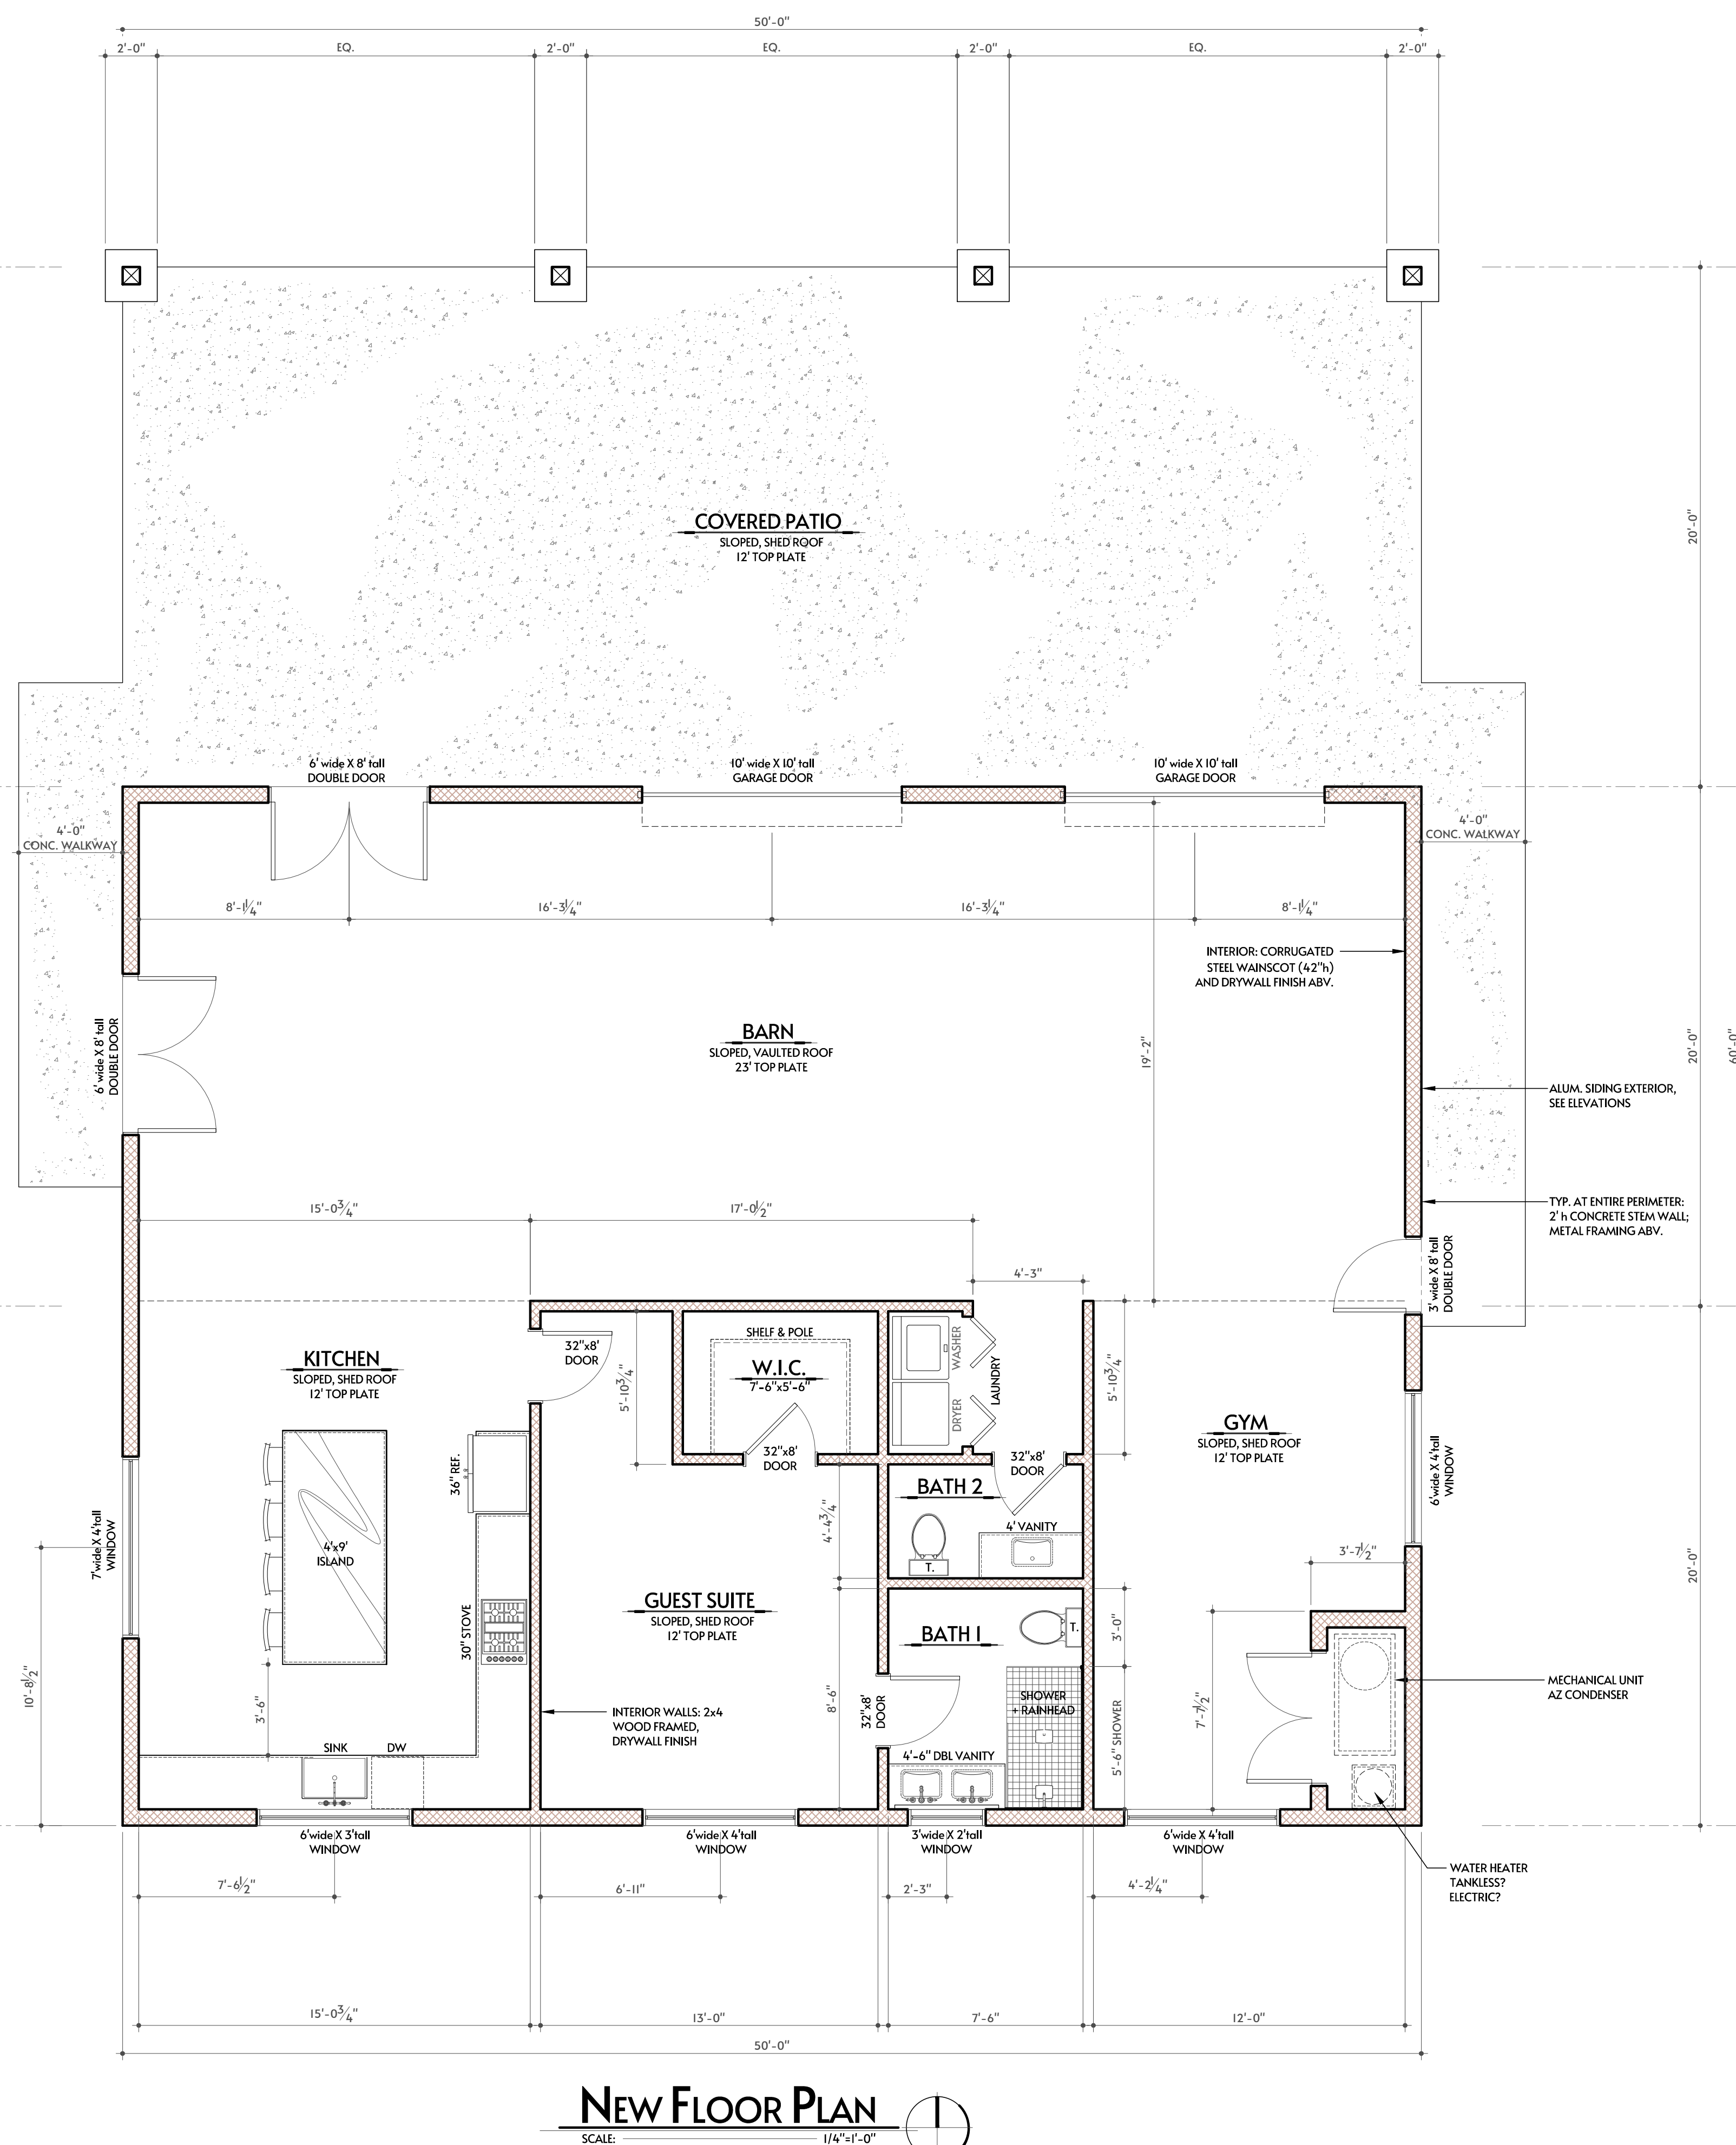 50'-0"
2'-0"
EQ.
2'-0"
EQ.
2'-0"
EQ.
2'-0"
COVERED PATIO
SLOPED, SHED ROOF
12' TOP PLATE
20'-0"
6' wide X 8' tall
DOUBLE DOOR
10' wide X 10' tall
GARAGE DOOR
10' wide X 10' tall
GARAGE DOOR
4'-0"
CONC. WALKWAY
4'-0"
CONC. WALKWAY
8'-1 1/4"
16'-3 1/4"
16'-3 1/4"
8'-1 1/4"
INTERIOR: CORRUGATED
STEEL WAINSCOT (42"h)
AND DRYWALL FINISH ABV.
6' wide X 8' tall
DOUBLE DOOR
BARN
SLOPED, VAULTED ROOF
23' TOP PLATE
19'-2"
20'-0"
60'-0"
ALUM. SIDING EXTERIOR,
SEE ELEVATIONS
TYP. AT ENTIRE PERIMETER:
2' h CONCRETE STEM WALL;
METAL FRAMING ABV.
15'-0 3/4"
17'-0 1/2"
4'-3"
3' wide X 8' tall
DOUBLE DOOR
KITCHEN
SLOPED, SHED ROOF
12' TOP PLATE
32"x8'
DOOR
5'-10 3/4"
SHELF & POLE
W.I.C.
7'-6"x5'-6"
32"x8'
DOOR
WASHER
DRYER
LAUNDRY
5'-10 3/4"
32"x8'
DOOR
GYM
SLOPED, SHED ROOF
12' TOP PLATE
6'wide X 4'tall
WINDOW
36" REF.
7'wide X 4'tall
WINDOW
4'x9'
ISLAND
BATH 2
4' VANITY
T.
4'-4 3/4"
3'-7 1/2"
20'-0"
GUEST SUITE
SLOPED, SHED ROOF
12' TOP PLATE
30" STOVE
BATH 1
T.
3'-0"
10'-8 1/2"
3'-6"
INTERIOR WALLS: 2x4
WOOD FRAMED,
DRYWALL FINISH
8'-6"
32"x8'
DOOR
SHOWER
+ RAINHEAD
5'-6" SHOWER
7'-7 1/2"
MECHANICAL UNIT
AZ CONDENSER
SINK
DW
4'-6" DBL VANITY
6'wide X 3'tall
WINDOW
6'wide X 4'tall
WINDOW
3'wide X 2'tall
WINDOW
6'wide X 4'tall
WINDOW
WATER HEATER
TANKLESS?
ELECTRIC?
7'-6 1/2"
6'-11"
2'-3"
4'-2 1/4"
15'-0 3/4"
13'-0"
7'-6"
12'-0"
50'-0"
NEW FLOOR PLAN
SCALE: 1/4"=1'-0"